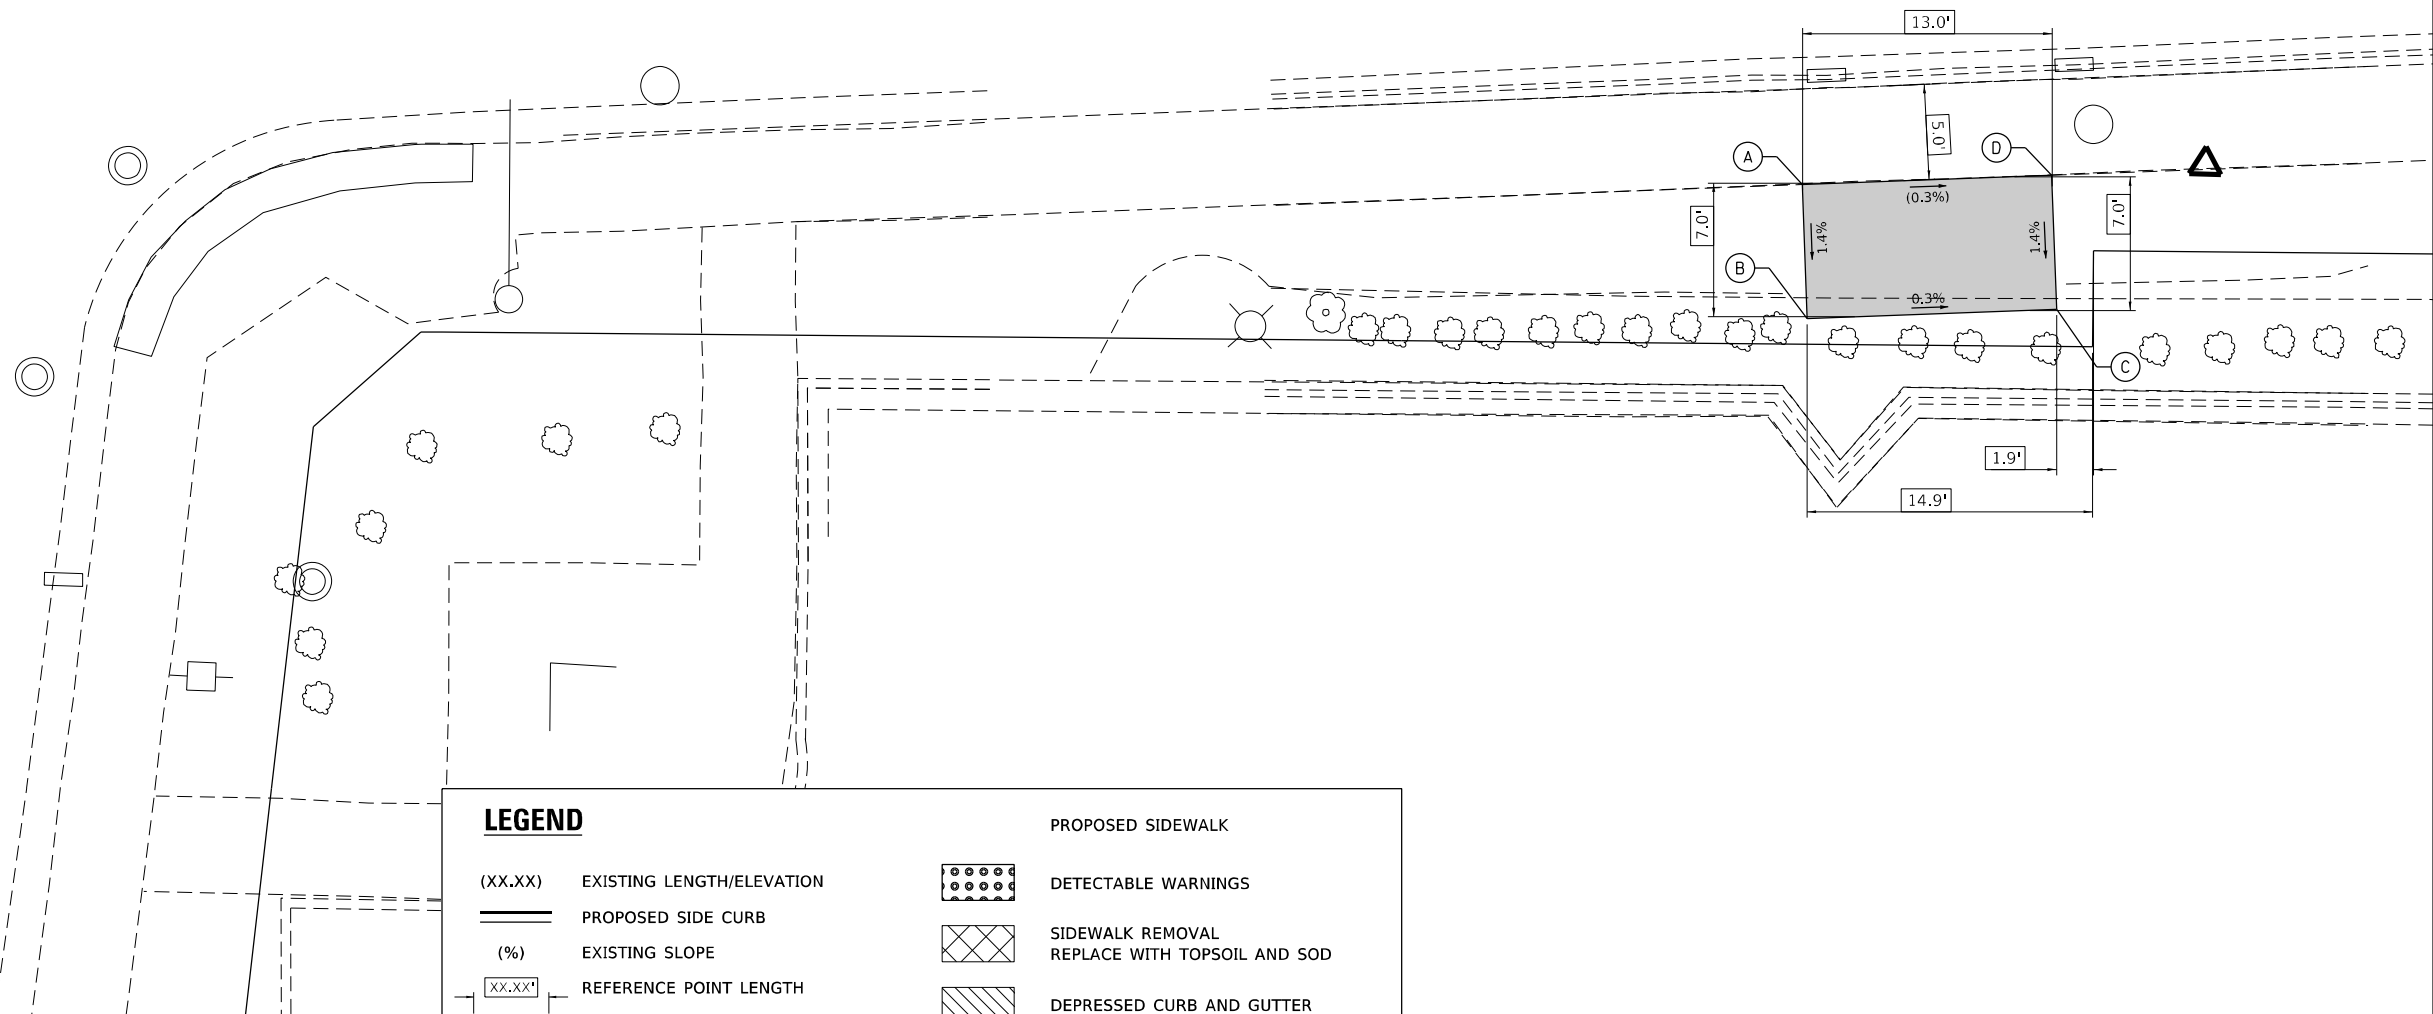 13.0'
5.0'
A
D
(0.3%)
7.0'
1.4%
1.4%
7.0'
B
0.3%
C
1.9'
14.9'
LEGEND
PROPOSED SIDEWALK
(XX.XX) EXISTING LENGTH/ELEVATION
DETECTABLE WARNINGS
PROPOSED SIDE CURB
SIDEWALK REMOVAL
REPLACE WITH TOPSOIL AND SOD
(%) EXISTING SLOPE
XX.XX' REFERENCE POINT LENGTH
DEPRESSED CURB AND GUTTER